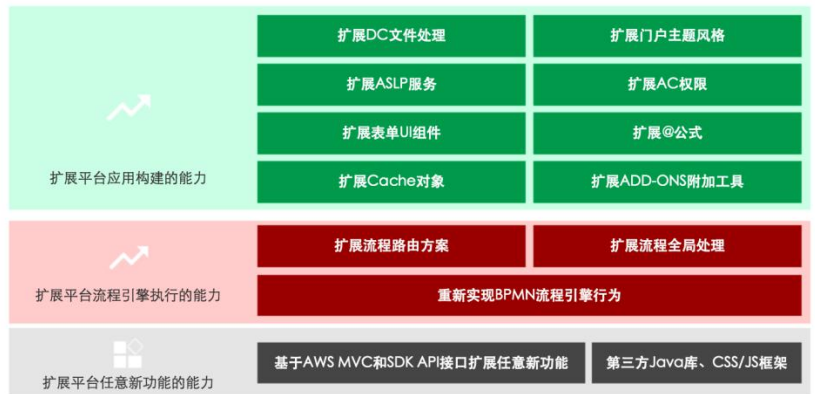 扩展DC文件处理
扩展门户主题风格
扩展ASLP服务
扩展AC权限
扩展表单UI组件
扩展@公式
扩展平台应用构建的能力
扩展Cache对象
扩展ADD-ONS附加工具
扩展流程路由方案
扩展流程全局处理
扩展平台流程引擎执行的能力
重新实现BPMN流程引擎行为
基于AWS MVC和SDK API接口扩展任意新功能
第三方Java库、CSS/JS框架
扩展平台任意新功能的能力